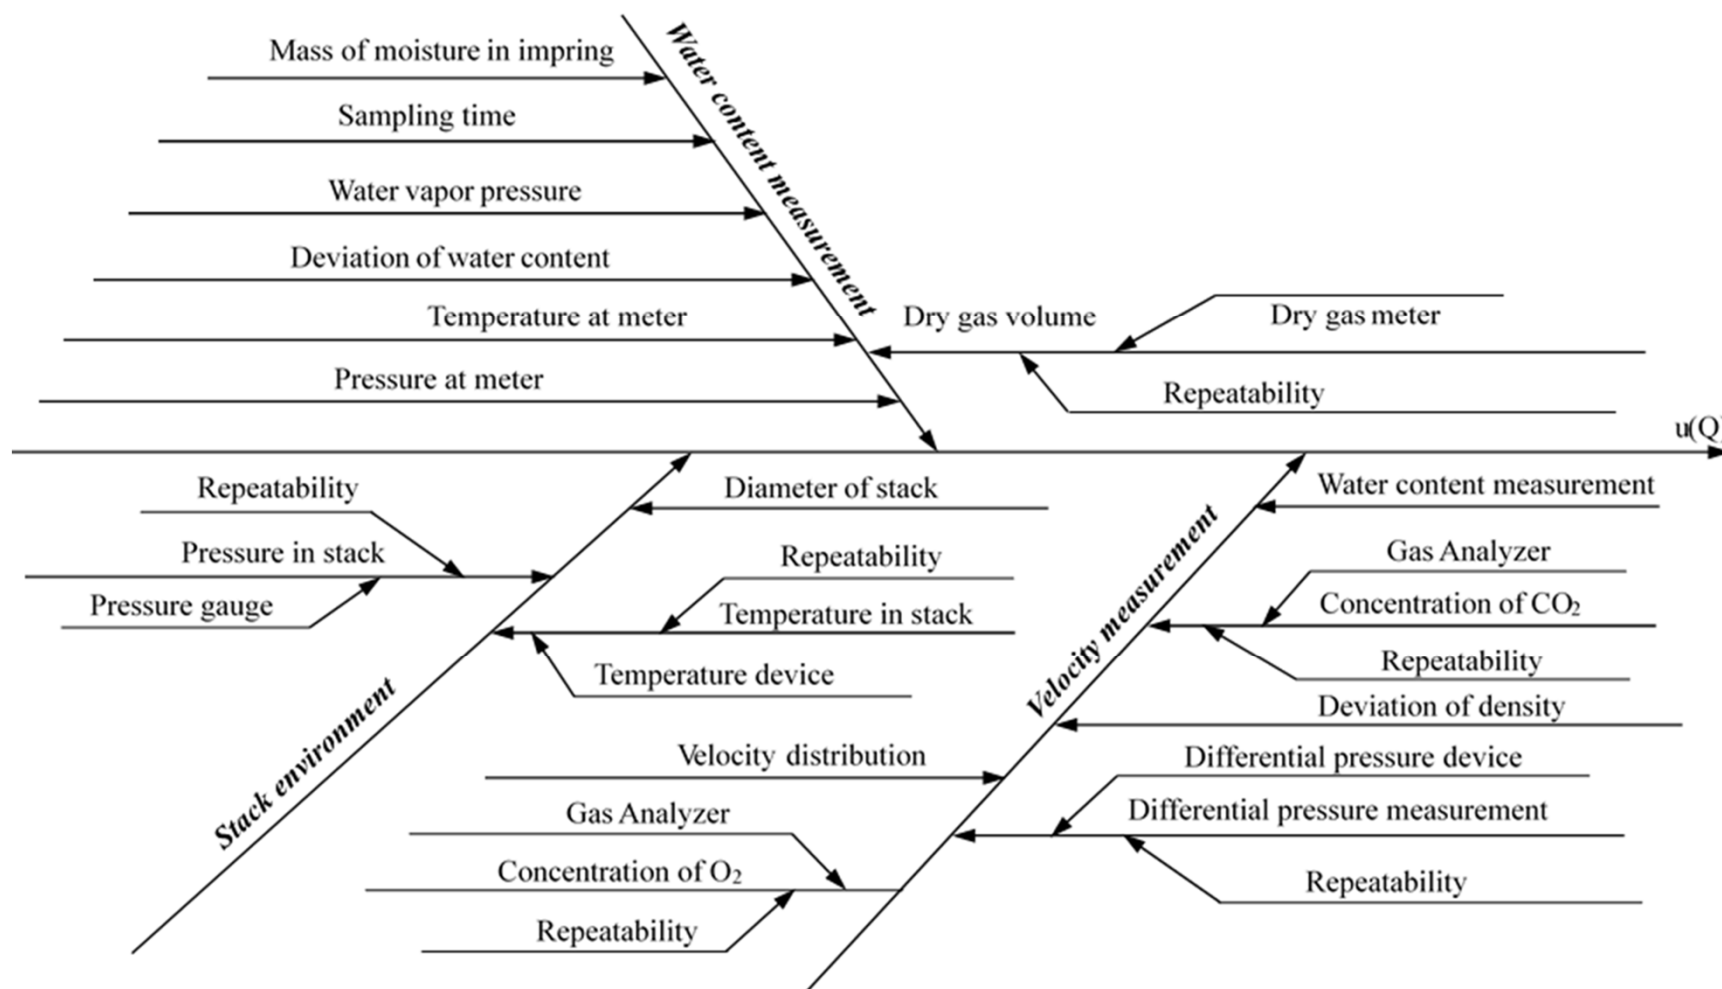 Mass of moisture in impring
Sampling time
Water vapor pressure
Deviation of water content
Temperature at meter
Pressure at meter
Water content measurement
Dry gas volume
Dry gas meter
Repeatability
u(Q)
Repeatability
Pressure in stack
Pressure gauge
Diameter of stack
Repeatability
Temperature in stack
Temperature device
Stack environment
Water content measurement
Gas Analyzer
Concentration of CO₂
Repeatability
Deviation of density
Velocity measurement
Velocity distribution
Differential pressure device
Differential pressure measurement
Repeatability
Gas Analyzer
Concentration of O₂
Repeatability